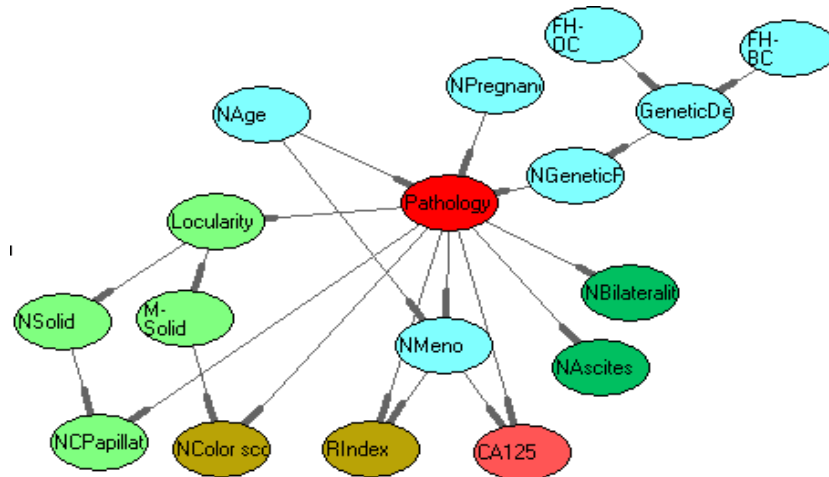 FH-
OC
FH-
BC
NPregnan
NAge
GeneticDe
NGeneticF
Pathology
Locularity
NBilateralit
NSolid
M-
Solid
NMeno
NAscites
NCPapillat
NColor sco
RIndex
CA125